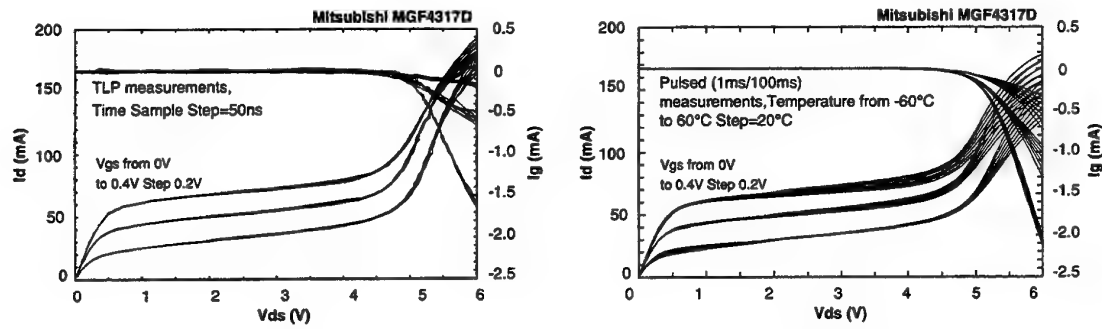 Mitsubishi MGF4317D
200
150
100
50
0
Id (mA)
0.5
0
-0.5
-1.0
-1.5
-2.0
-2.5
Ig (mA)
TLP measurements,
Time Sample Step=50ns
Vgs from 0V
to 0.4V Step 0.2V
0 1 2 3 4 5 6
Vds (V)
Mitsubishi MGF4317D
200
150
100
50
0
Id (mA)
0.5
0
-0.5
-1.0
-1.5
-2.0
-2.5
Ig (mA)
Pulsed (1ms/100ms)
measurements,Temperature from -60°C
to 60°C Step=20°C
Vgs from 0V
to 0.4V Step 0.2V
0 1 2 3 4 5 6
Vds (V)